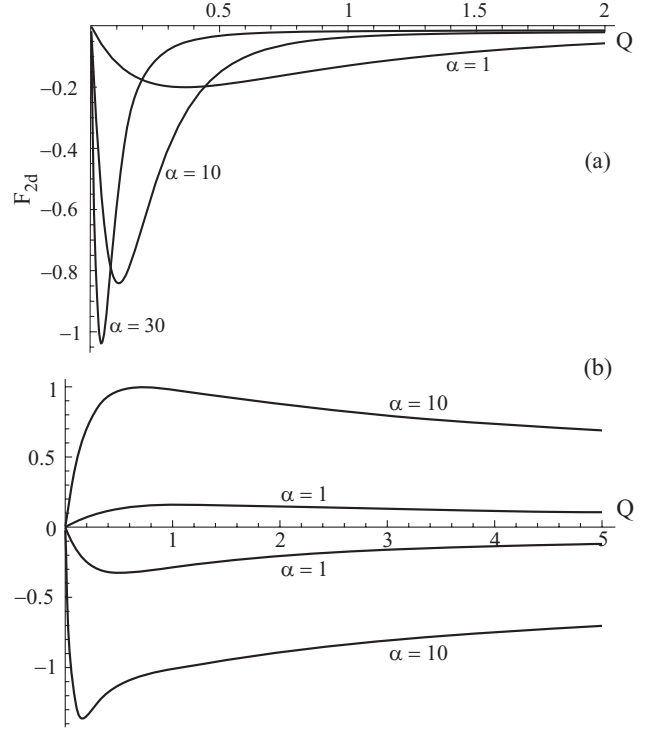 0.5 1 1.5 2
Q
α = 1
−0.2
(a)
−0.4
α = 10
F2d
−0.6
−0.8
−1
α = 30
(b)
1
α = 10
0.5
α = 1
Q
0
1 2 3 4 5
α = 1
−0.5
α = 10
−1